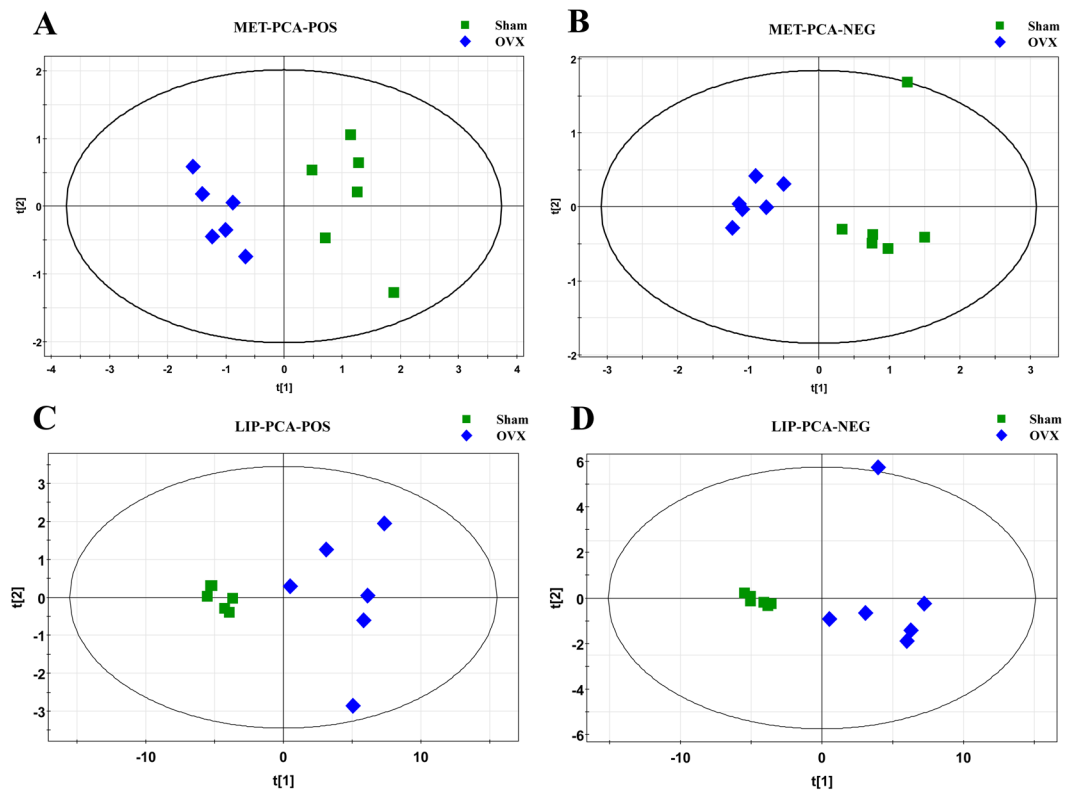 A
MET-PCA-POS
Sham
OVX
2
1
0
-1
-2
t[2]
-4
-3
-2
-1
0
1
2
3
4
t[1]
B
MET-PCA-NEG
Sham
OVX
2
1
0
-1
-2
t[2]
-3
-2
-1
0
1
2
3
t[1]
C
LIP-PCA-POS
Sham
OVX
3
2
1
0
-1
-2
-3
t[2]
-10
0
10
t[1]
D
LIP-PCA-NEG
Sham
OVX
6
4
2
0
-2
-4
-6
t[2]
-10
0
10
t[1]